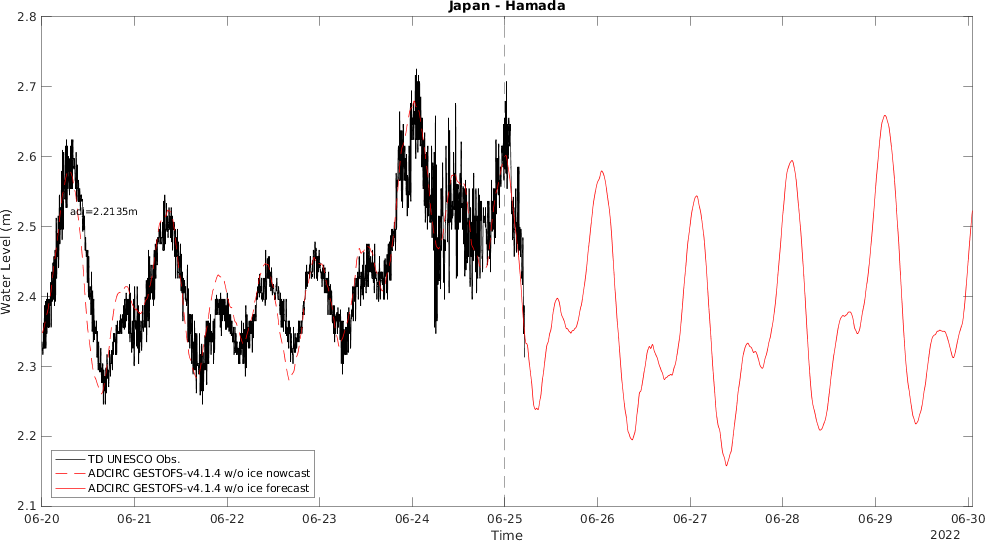 Japan - Hamada
2.8
2.7
2.6
2.5
2.4
2.3
2.2
2.1
Water Level (m)
adj=2.2135m
TD UNESCO Obs.
ADCIRC GESTOFS-v4.1.4 w/o ice nowcast
ADCIRC GESTOFS-v4.1.4 w/o ice forecast
06-20 06-21 06-22 06-23 06-24 06-25 06-26 06-27 06-28 06-29 06-30
Time
2022